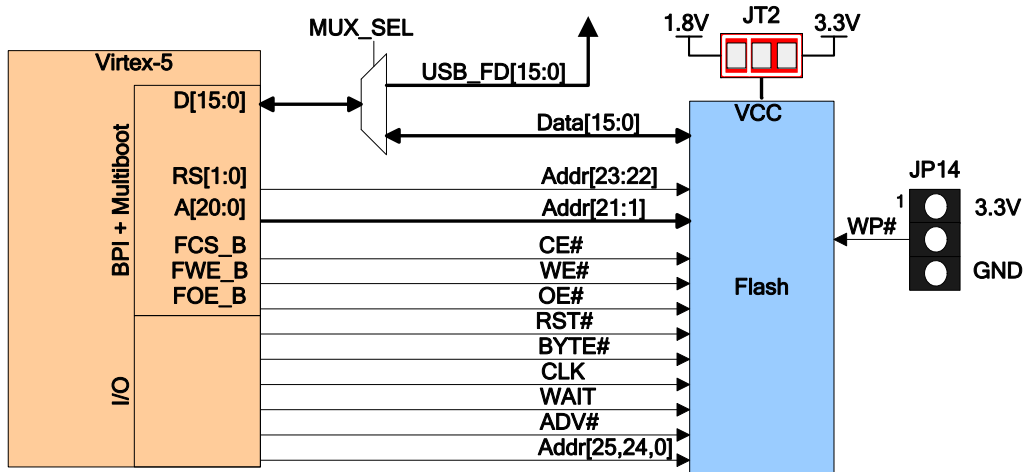 MUX_SEL
1.8V
JT2
3.3V
Virtex-5
USB_FD[15:0]
D[15:0]
VCC
Data[15:0]
BPI + Multiboot
RS[1:0]
Addr[23:22]
JP14
A[20:0]
Addr[21:1]
1
3.3V
WP#
FCS_B
CE#
FWE_B
WE#
GND
FOE_B
OE#
Flash
RST#
BYTE#
I/O
CLK
WAIT
ADV#
Addr[25,24,0]